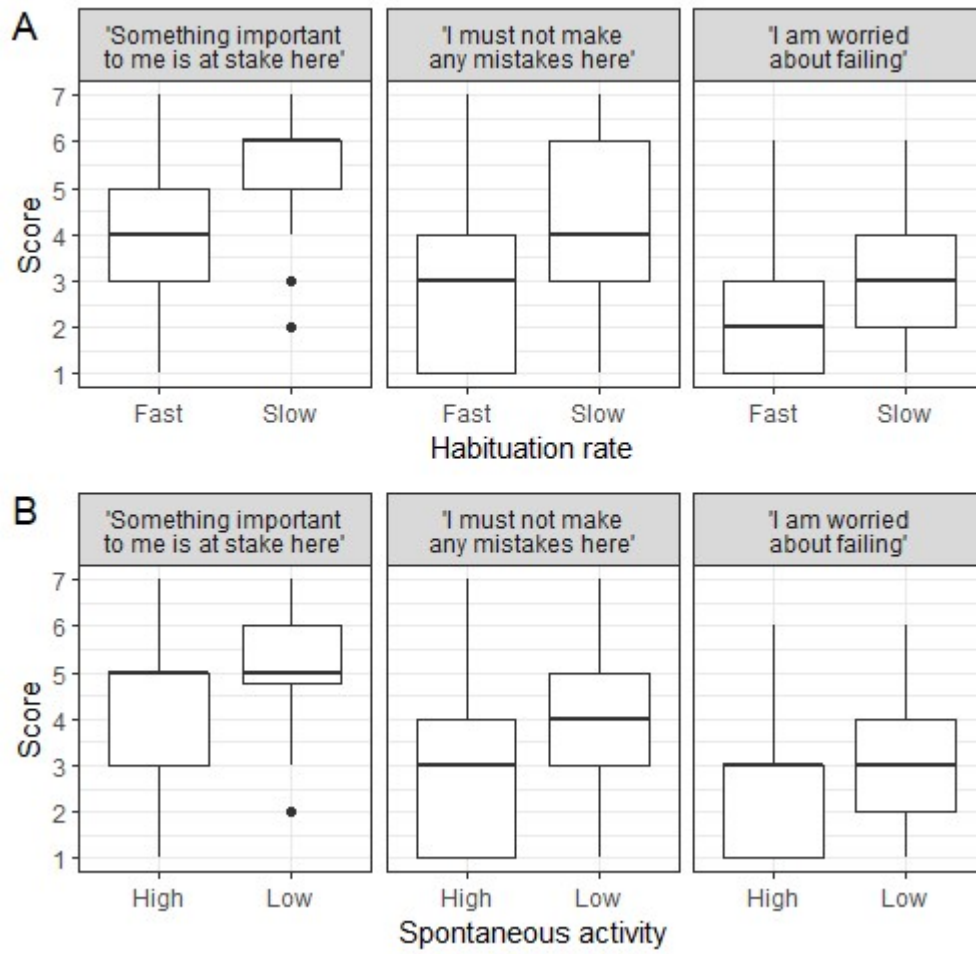 A
'Something important
to me is at stake here'
'I must not make
any mistakes here'
'I am worried
about failing'
7
6
5
4
3
2
1
Score
Fast
Slow
Fast
Slow
Fast
Slow
Habituation rate
B
'Something important
to me is at stake here'
'I must not make
any mistakes here'
'I am worried
about failing'
7
6
5
4
3
2
1
Score
High
Low
High
Low
High
Low
Spontaneous activity